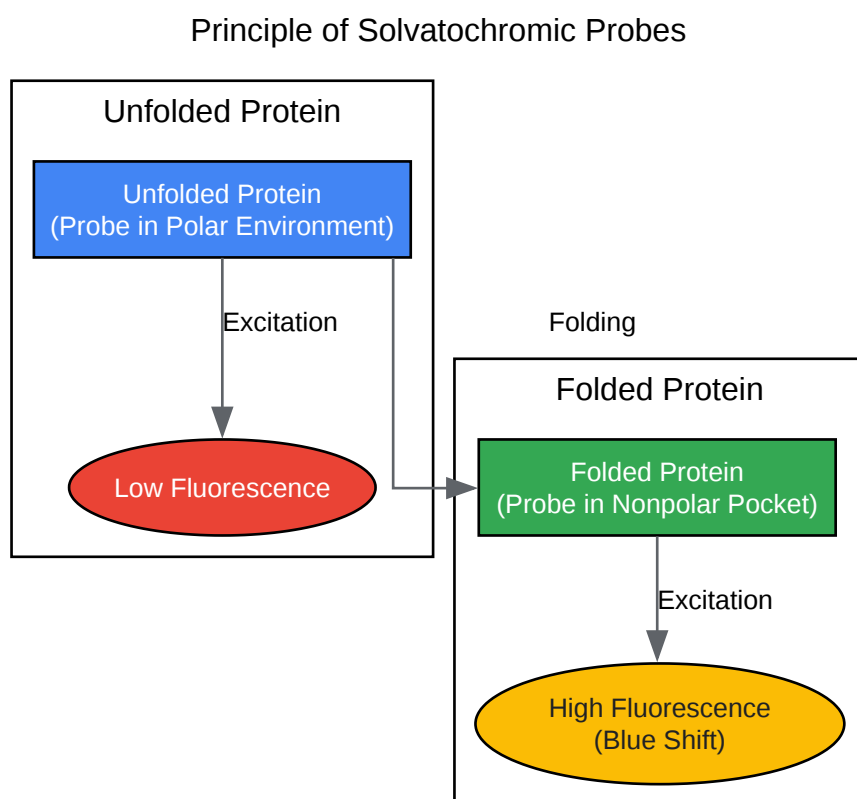 Principle of Solvatochromic Probes
Unfolded Protein
Unfolded Protein
(Probe in Polar Environment)
Excitation
Low Fluorescence
Folding
Folded Protein
Folded Protein
(Probe in Nonpolar Pocket)
Excitation
High Fluorescence
(Blue Shift)